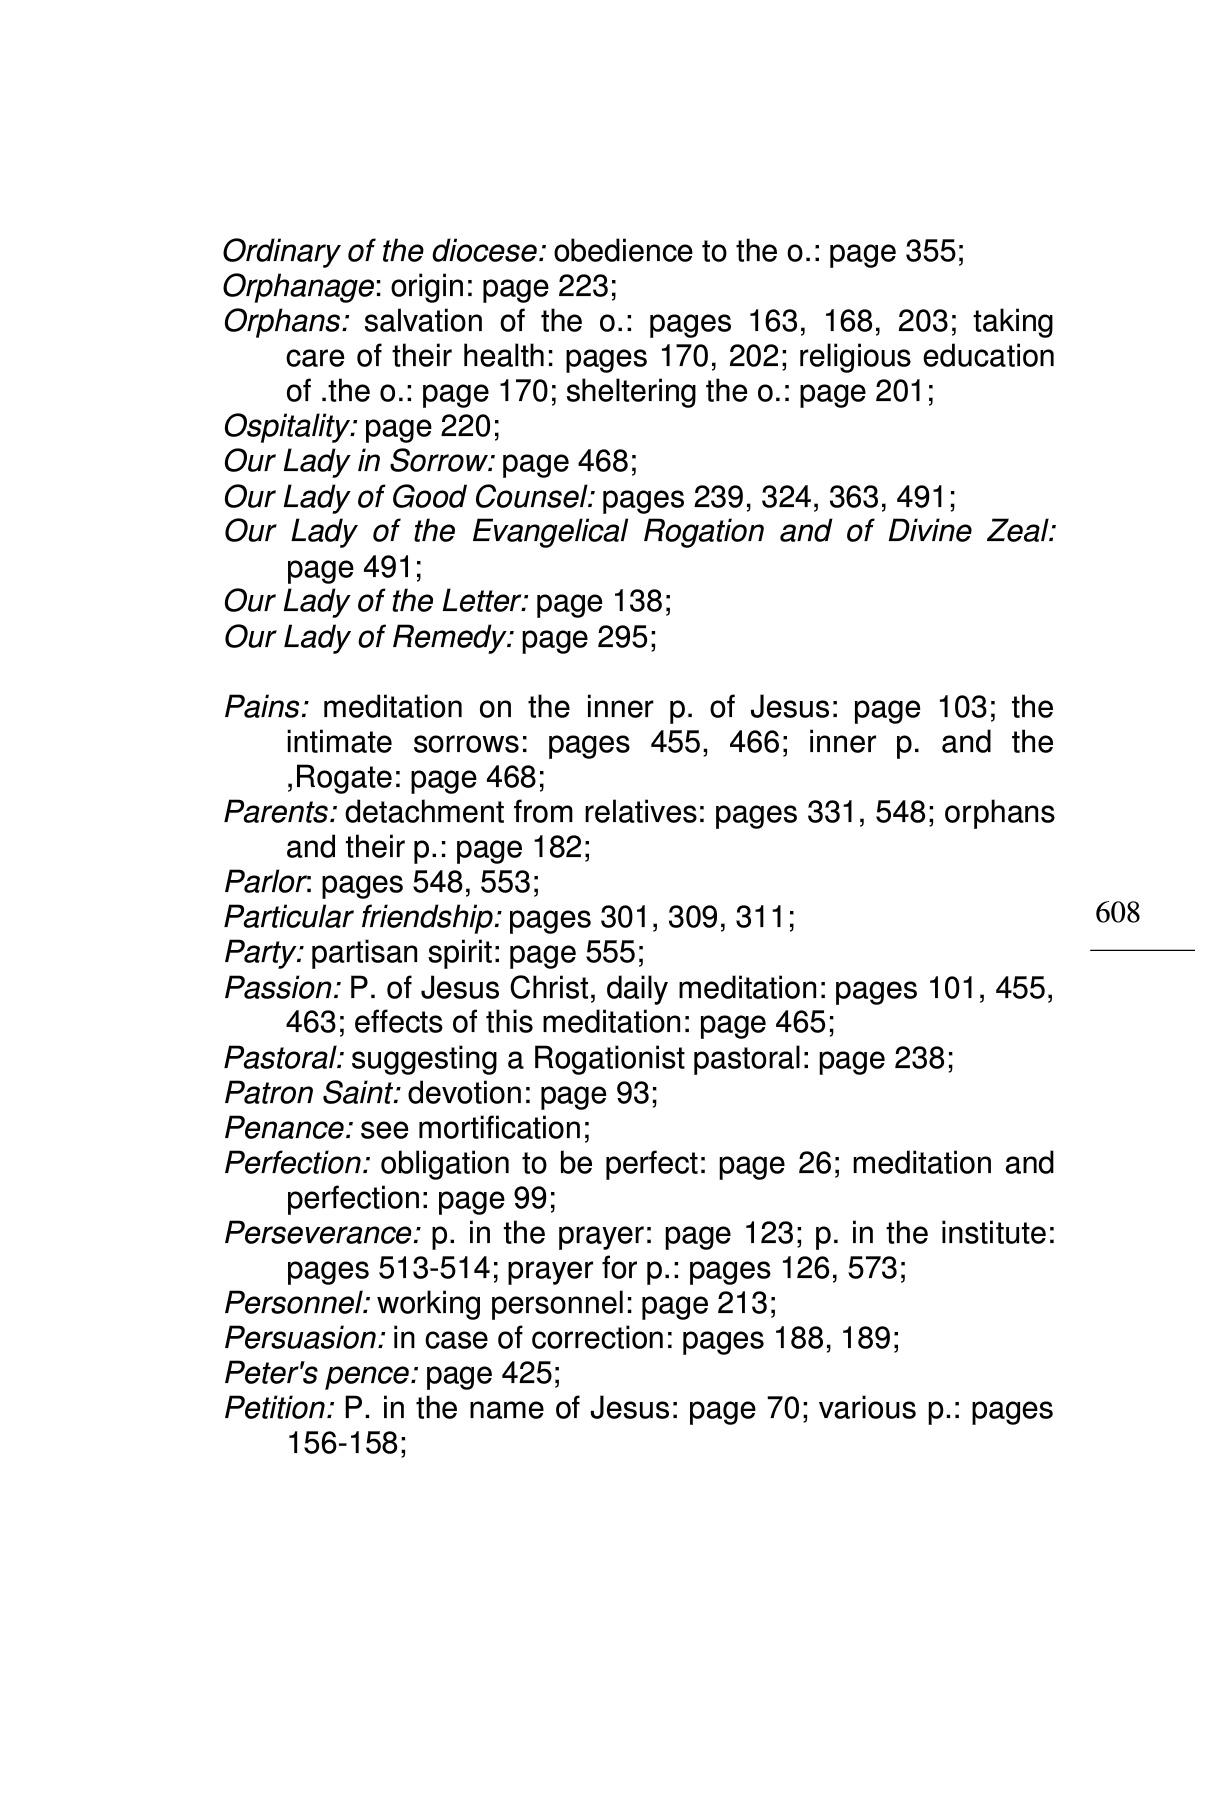 Ordinary of the diocese: obedience to the o.: page 355;
Orphanage: origin: page 223;
Orphans: salvation of the o.: pages 163, 168, 203; taking
care of their health: pages 170, 202; religious education
of .the o.: page 170; sheltering the o.: page 201;
Ospitality: page 220;
Our Lady in Sorrow: page 468;
Our Lady of Good Counsel: pages 239, 324, 363, 491;
Our Lady of the Evangelical Rogation and of Divine Zeal:
page 491;
Our Lady of the Letter: page 138;
Our Lady of Remedy: page 295;
Pains: meditation on the inner p. of Jesus: page 103; the
intimate sorrows: pages 455, 466; inner p. and the
,Rogate: page 468;
Parents: detachment from relatives: pages 331, 548; orphans
and their p.: page 182;
Parlor: pages 548, 553;
Particular friendship: pages 301, 309, 311;
608
Party: partisan spirit: page 555;
Passion: P. of Jesus Christ, daily meditation: pages 101, 455,
463; effects of this meditation: page 465;
Pastoral: suggesting a Rogationist pastoral: page 238;
Patron Saint: devotion: page 93;
Penance: see mortification;
Perfection: obligation to be perfect: page 26; meditation and
perfection: page 99;
Perseverance: p. in the prayer: page 123; p. in the institute:
pages 513-514; prayer for p.: pages 126, 573;
Personnel: working personnel: page 213;
Persuasion: in case of correction: pages 188, 189;
Peter's pence: page 425;
Petition: P. in the name of Jesus: page 70; various p.: pages
156-158;